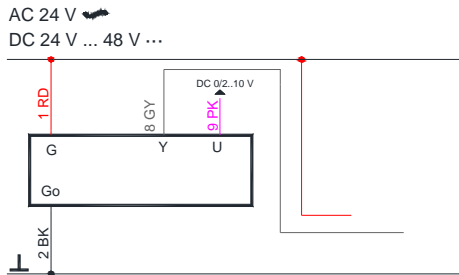 AC 24 V
DC 24 V ... 48 V ...
DC 0/2..10 V
1 RD
8 GY
9 PK
G
Y
U
Go
2 BK